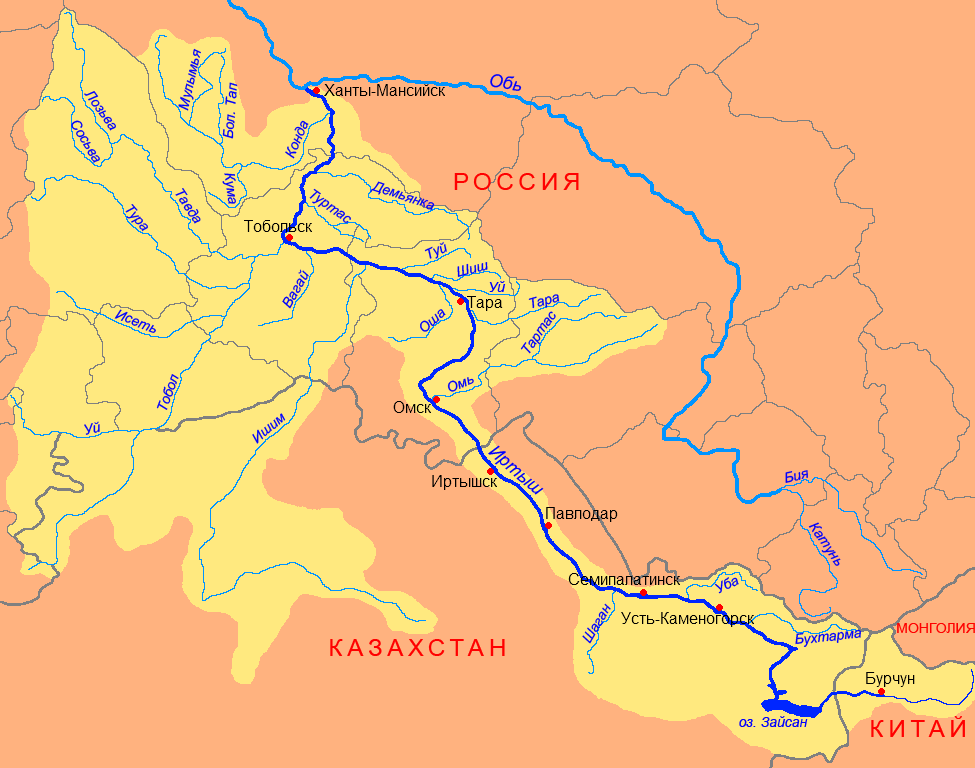 Мулымья
Обь
Ханты-Мансийск
Лозьва
Бол. Тап
Сосьва
Конда
РОССИЯ
Кума
Демьянка
Тавда
Туртас
Тура
Тобольск
Туй
Шиш
Вагай
Уй
Тара
Тара
Исеть
Оша
Тартас
Омь
Тобол
Омск
Ишим
Уй
Иртыш
Иртышск
Бия
Павлодар
Катунь
Семипалатинск
Уба
Шаган
Усть-Каменогорск
МОНГОЛИЯ
Бухтарма
КАЗАХСТАН
Бурчун
оз. Зайсан
КИТАЙ